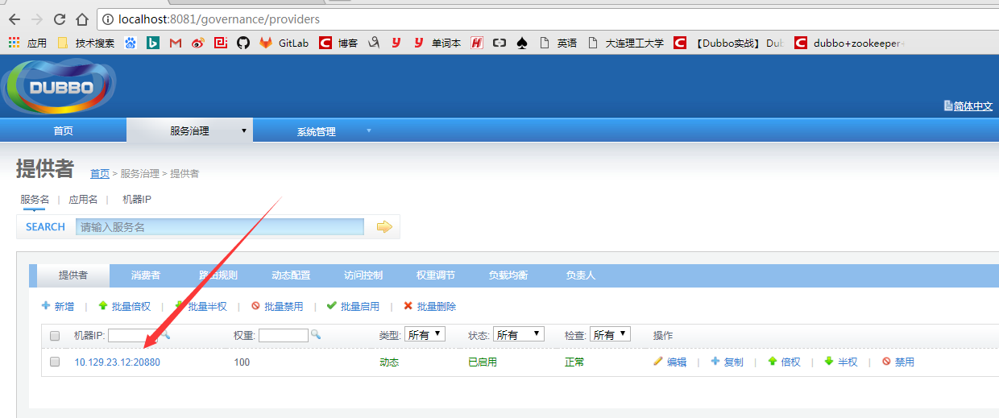 localhost:8081/governance/providers
应用 技术搜索 GitLab 博客 单词本 英语 大连理工大学 【Dubbo实战】 Dub dubbo+zookeeper+
DUBBO
简体中文
首页 服务治理 系统管理
提供者 首页 > 服务治理 > 提供者
服务名 | 应用名 | 机器IP
SEARCH 请输入服务名
提供者 消费者 路由规则 动态配置 访问控制 权重调节 负载均衡 负责人
新增 | 批量倍权 | 批量半权 | 批量禁用 | 批量启用 | 批量删除
机器IP: 权重: 类型: 所有 状态: 所有 检查: 所有 操作
10.129.23.12:20880 100 动态 已启用 正常 编辑 | 复制 | 倍权 | 半权 | 禁用